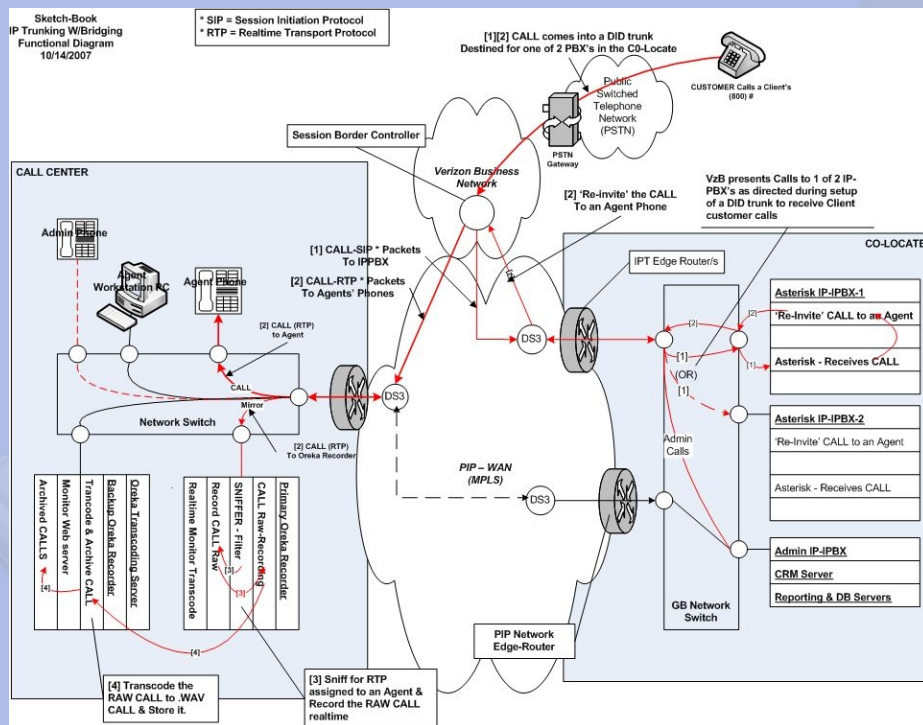 Sketch-Book
IP Trunking W/Bridging
Functional Diagram
10/14/2007
* SIP = Session Initiation Protocol
* RTP = Realtime Transport Protocol
[1][2] CALL comes into a DID trunk
Destined for one of 2 PBX's in the C0-Locate
CUSTOMER Calls a Client's
(800) #
Public
Switched
Telephone
Network
(PSTN)
PSTN
Gateway
Session Border Controller
Verizon Business
Network
[2] 'Re-invite' the CALL
To an Agent Phone
VzB presents Calls to 1 of 2 IP-
PBX's as directed during setup
of a DID trunk to receive Client
customer calls
CALL CENTER
Admin Phone
Agent
Workstation PC
Agent Phone
[1] CALL-SIP * Packets
To IPPBX
[2] CALL-RTP * Packets
To Agents' Phones
[2]
DS3
[2] CALL (RTP)
to Agent
CALL
Mirror
Network Switch
[2] CALL (RTP)
To Oreka Recorder
DS3
PIP – WAN
(MPLS)
DS3
IPT Edge Router/s
CO-LOCATE
Asterisk IP-IPBX-1
'Re-Invite' CALL to an Agent
Asterisk - Receives CALL
[2]
[2]
[1]
[1]
(OR)
[1]
Asterisk IP-IPBX-2
'Re-Invite' CALL to an Agent
Asterisk - Receives CALL
Admin
Calls
Admin IP-IPBX
CRM Server
Reporting & DB Servers
GB Network
Switch
PIP Network
Edge-Router
Oreka Transcoding Server
Backup Oreka Recorder
Transcode & Archive CALL
Monitor Web server
Archived CALLS
[4]
Primary Oreka Recorder
CALL Raw-Recording
SNIFFER - Filter
Record CALL Raw
Realtime Monitor Transcode
[3]
[3]
[4]
[4] Transcode the
RAW CALL to .WAV
CALL & Store it.
[3] Sniff for RTP
assigned to an Agent &
Record the RAW CALL
realtime